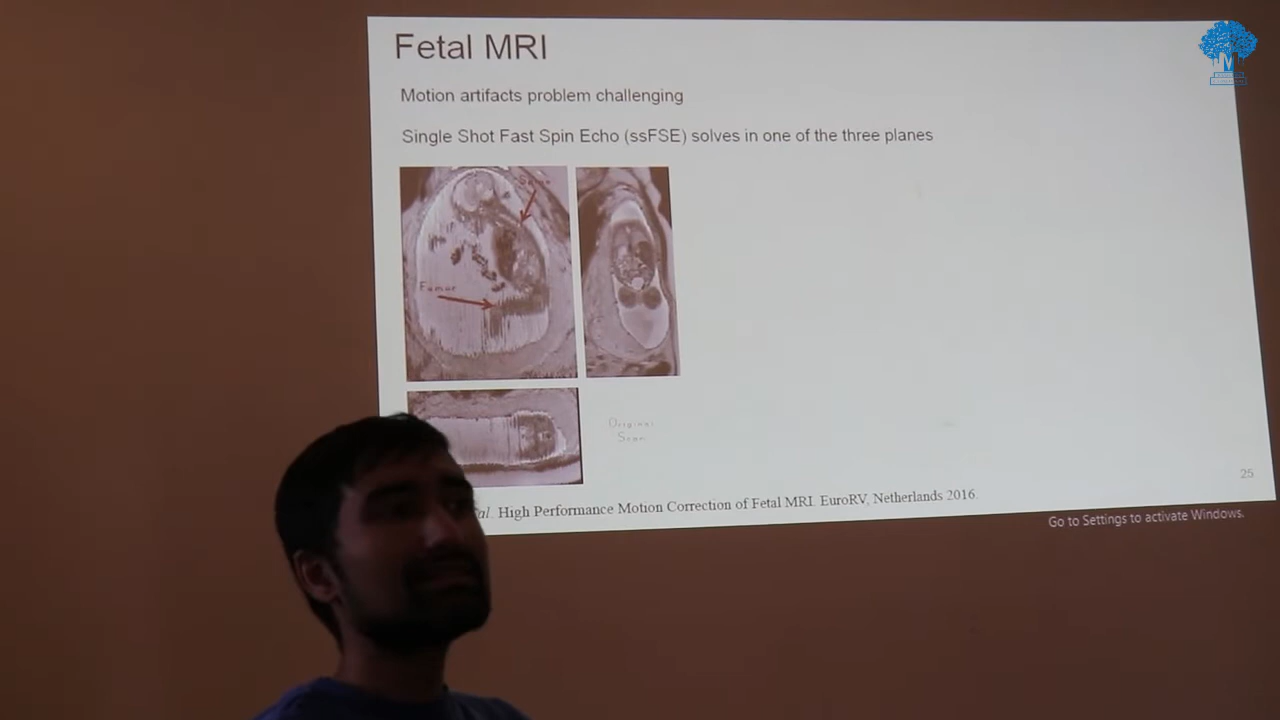 Fetal MRI
Motion artifacts problem challenging
Single Shot Fast Spin Echo (ssFSE) solves in one of the three planes
Original
Scan
25
al. High Performance Motion Correction of Fetal MRI. EuroRV, Netherlands 2016.
Go to Settings to activate Windows.